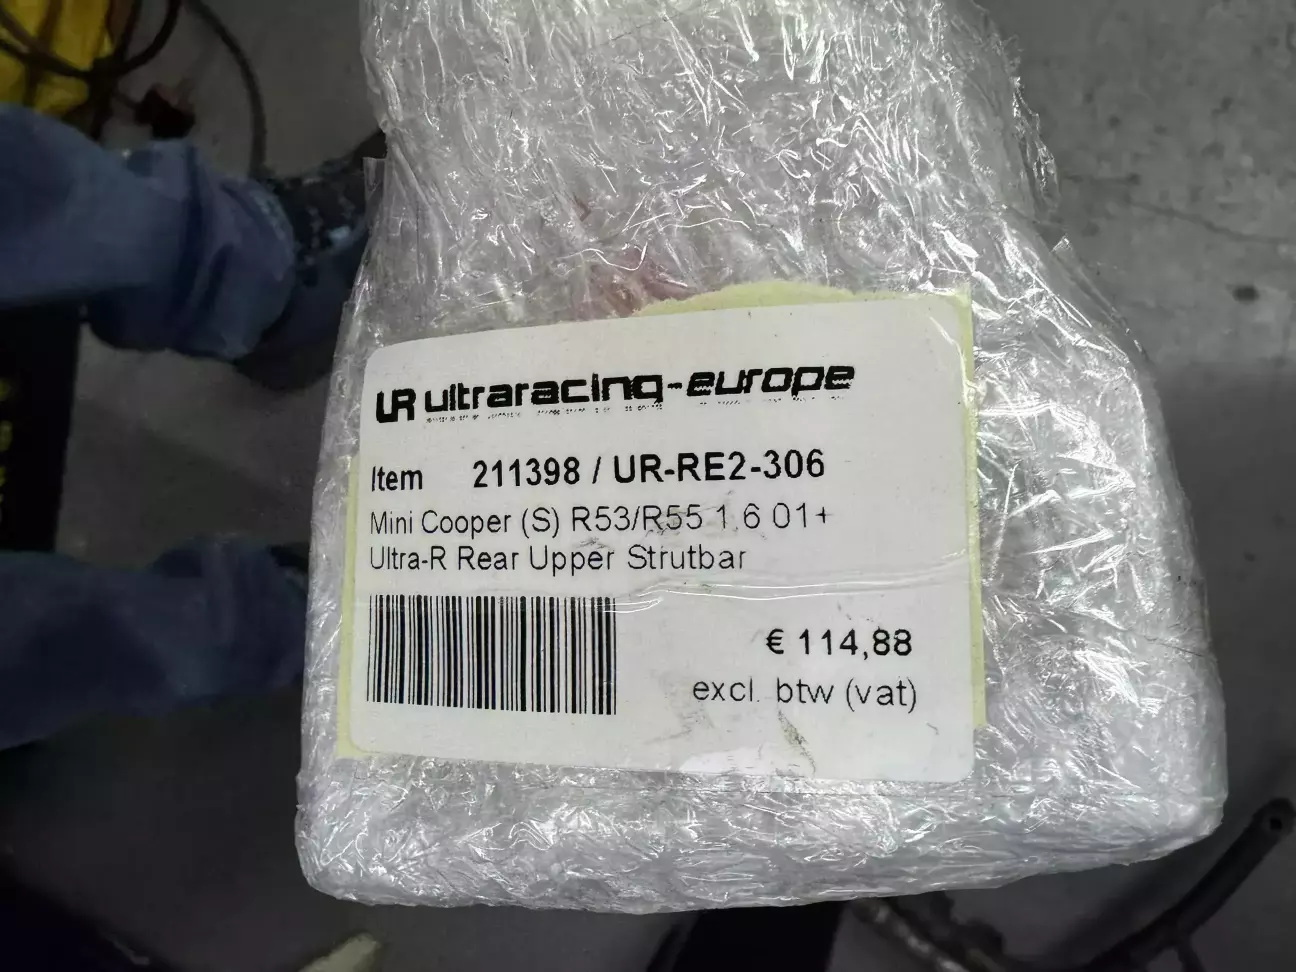 UR ultraracing-europe
Item 211398 / UR-RE2-306
Mini Cooper (S) R53/R55 1.6 01+
Ultra-R Rear Upper Strutbar
€ 114,88
excl. btw (vat)